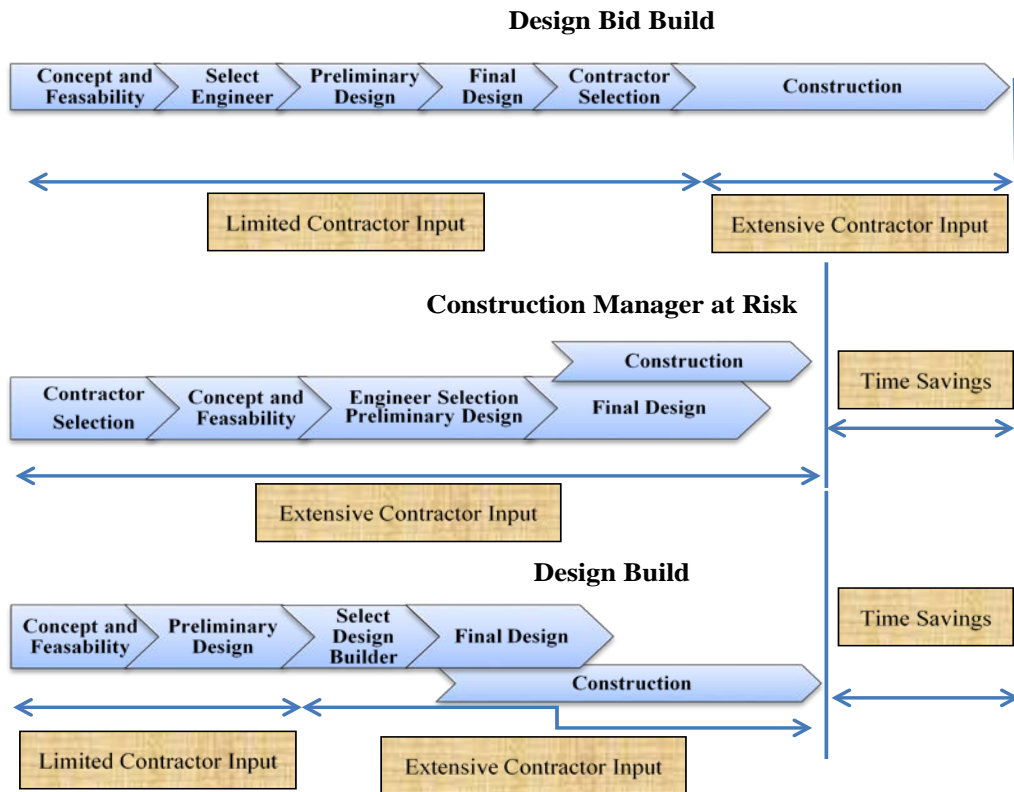 Design Bid Build
Concept and
Feasability
Select
Engineer
Preliminary
Design
Final
Design
Contractor
Selection
Construction
Limited Contractor Input
Extensive Contractor Input
Construction Manager at Risk
Construction
Contractor
Selection
Concept and
Feasability
Engineer Selection
Preliminary Design
Final Design
Time Savings
Extensive Contractor Input
Design Build
Concept and
Feasability
Preliminary
Design
Select
Design
Builder
Final Design
Construction
Time Savings
Limited Contractor Input
Extensive Contractor Input